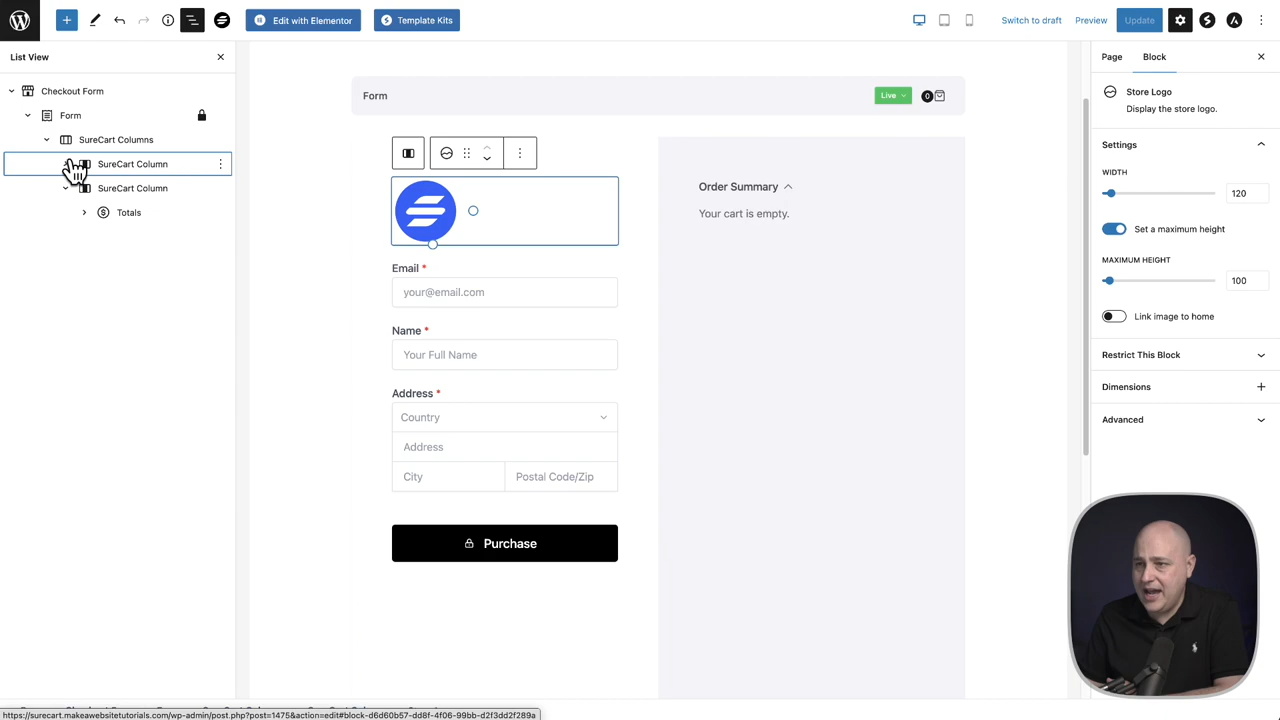 Edit with Elementor
Template Kits
Switch to draft
Preview
Update
List View
Checkout Form
Form
SureCart Columns
SureCart Column
SureCart Column
Totals
Form
Live
0
Order Summary
Your cart is empty.
Email *
your@email.com
Name *
Your Full Name
Address *
Country
Address
City
Postal Code/Zip
Purchase
Page
Block
Store Logo
Display the store logo.
Settings
WIDTH
120
Set a maximum height
MAXIMUM HEIGHT
100
Link image to home
Restrict This Block
Dimensions
Advanced
https://surecart.makeawebsitetutorials.com/wp-admin/post.php?post=1475&action=edit#block-d6d60b57-dd8f-4f06-99bb-d2f3dd2f289a